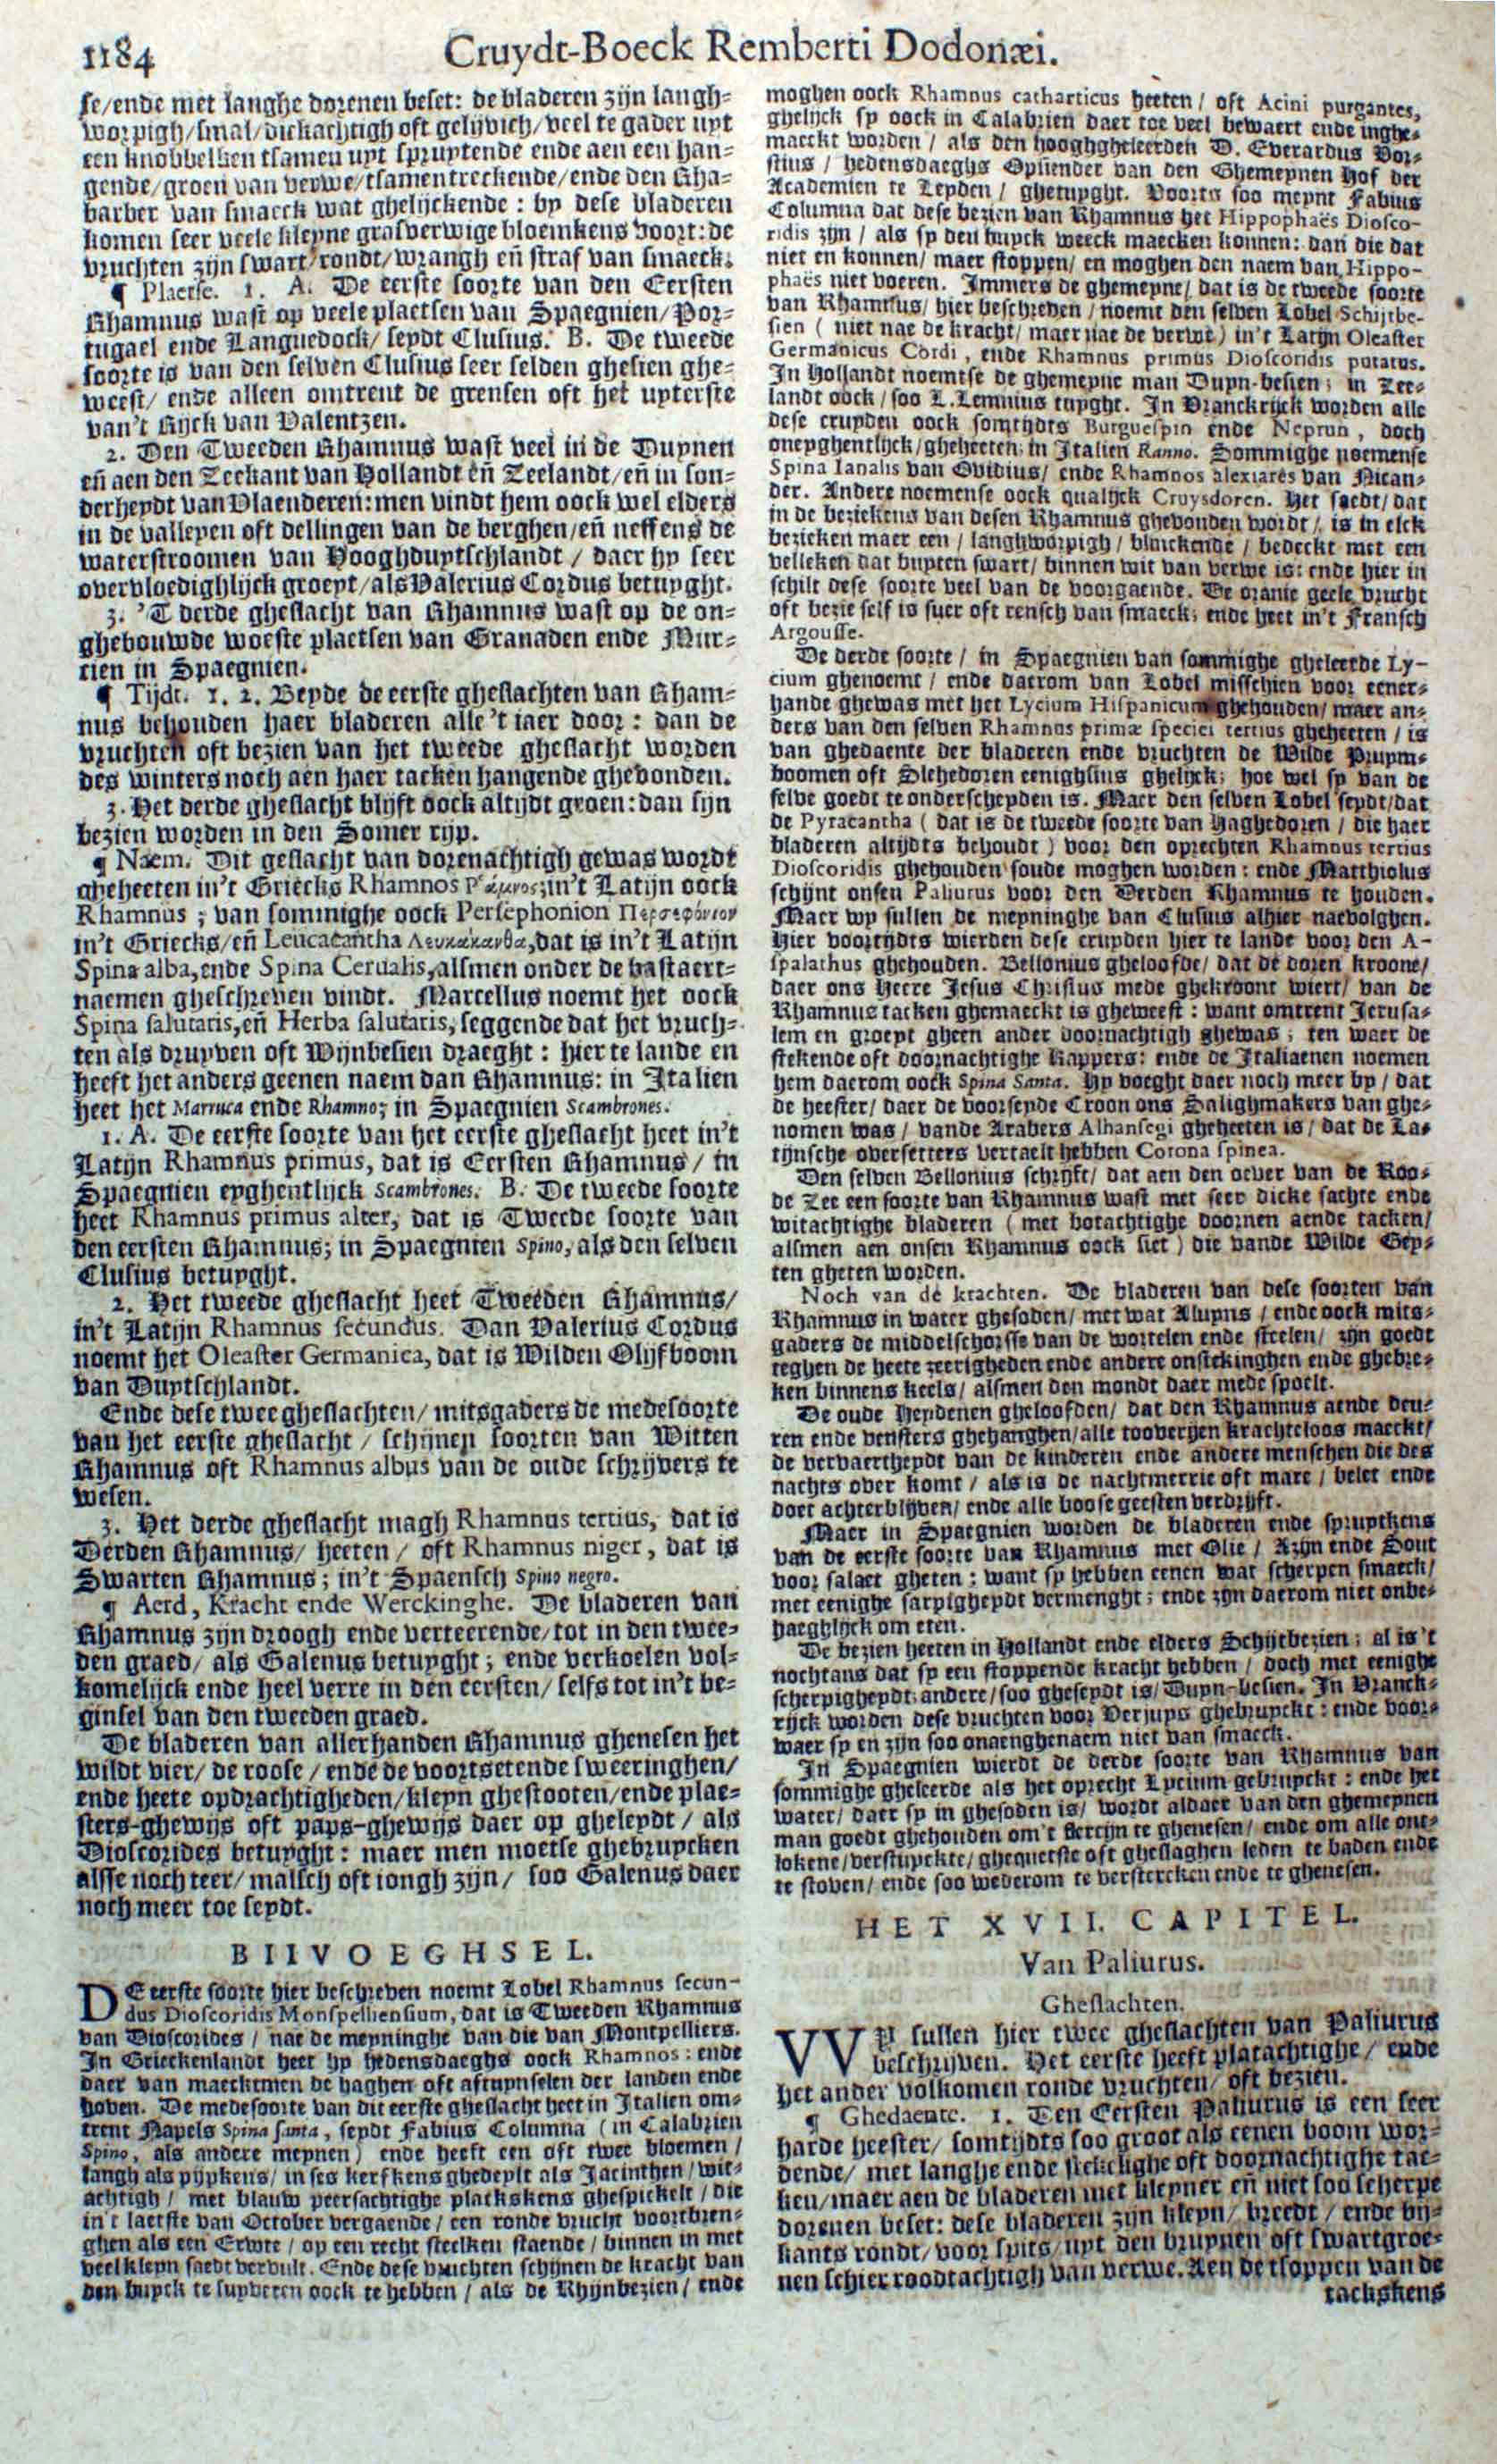 1184
Cruydt-Boeck Remberti Dodonæi.
se/ende met langhe dozenen beset: de bladeren zijn langh-
worpigh/smal/dickachtigh oft gelijvich/veel te gader uyt
een knobbelken tsamen uyt spruytende ende aen een han-
gende/groen van verwe/tsamentreckende/ende den Rha-
barber van smaeck wat ghelijckende: by dese bladeren
komen seer veele kleyne grasverwige bloemkens voort: de
vruchten zijn swart/rondt/wrangh eñ straf van smaeck.
¶ Plaetse. 1. A. De eerste soorte van den Eersten
Rhamnus wast op veele plaetsen van Spaegnien/Por-
tugael ende Languedock/seydt Clusius. B. De tweede
soorte is van den selven Clusius seer selden ghesien ghe-
weest/ ende alleen omtrent de grensen oft het uyterste
van't Rijck van Valentzen.
2. Den Tweeden Rhamnus wast veel in de Duynen
eñ aen den Zeekant van Hollandt eñ Zeelandt/eñ in son-
derheydt van Vlaenderen: men vindt hem oock wel elders
in de valleyen oft dellingen van de berghen/eñ neffens de
waterstroomen van Hooghduytschlandt / daer hy seer
overvloedighlijck groeyt/als Valerius Cordus betuyght.
3. 'T derde gheslacht van Rhamnus wast op de on-
ghebouwde woeste plaetsen van Granaden ende Mur-
cien in Spaegnien.
¶ Tijdt. 1. 2. Beyde de eerste gheslachten van Rham-
nus behouden haer bladeren alle 't iaer door: dan de
vruchten oft bezien van het tweede gheslacht worden
des winters noch aen haer tacken hangende ghevonden.
3. Het derde gheslacht blijft oock altijdt groen: dan sijn
bezien worden in den Somer rijp.
¶ Naem. Dit geslacht van dorenachtigh gewas wordt
gheheeten in't Griecks Rhamnos Ῥάμνος; in't Latijn oock
Rhamnus ; van sommighe oock Persephonion Περσεφόνιον
in't Griecks/eñ Leucacantha Λευκάκανθα, dat is in't Latijn
Spina alba, ende Spina Cervalis, alsmen onder de bastaert-
naemen gheschreven vindt. Marcellus noemt het oock
Spina salutaris, eñ Herba salutaris, seggende dat het vruch-
ten als druyven oft Wijnbesien draeght : hier te lande en
heeft het anders geenen naem dan Rhamnus: in Italien
heet het Marruca ende Rhamno; in Spaegnien Scambrones.
1. A. De eerste soorte van het eerste gheslacht heet in't
Latijn Rhamnus primus, dat is Eersten Rhamnus / in
Spaegnien eyghentlijck Scambrones. B. De tweede soorte
heet Rhamnus primus alter, dat is Tweede soorte van
den eersten Rhamnus; in Spaegnien Spino, als den selven
Clusius betuyght.
2. Het tweede gheslacht heet Tweeden Rhamnus/
in't Latijn Rhamnus secundus. Dan Valerius Cordus
noemt het Oleaster Germanica, dat is Wilden Olijfboom
van Duytschlandt.
Ende dese twee gheslachten/ mitsgaders de medesoorte
van het eerste gheslacht / schijnen soorten van Witten
Rhamnus oft Rhamnus albus van de oude schrijvers te
wesen.
3. Het derde gheslacht magh Rhamnus tertius, dat is
Derden Rhamnus/ heeten / oft Rhamnus niger, dat is
Swarten Rhamnus; in't Spaensch Spino negro.
¶ Aerd, Kracht ende Werckinghe. De bladeren van
Rhamnus zijn droogh ende verteerende/tot in den twee-
den graed/ als Galenus betuyght; ende verkoelen vol-
komelijck ende heel verre in den eersten/ selfs tot in't be-
ginsel van den tweeden graed.
De bladeren van allerhanden Rhamnus ghenesen het
wildt vier/ de roose / ende de voortsetende sweeringhen/
ende heete opdrachtigheden/kleyn ghestooten/ende plae-
sters-ghewijs oft paps-ghewijs daer op gheleydt / als
Dioscorides betuyght: maer men moetse ghebruycken
alsse noch teer/ malsch oft iongh zijn/ soo Galenus daer
noch meer toe seydt.
BIIVOEGHSEL.
DE eerste soorte hier beschreven noemt Lobel Rhamnus secun-
dus Dioscoridis Monspelliensium, dat is Tweeden Rhamnus
van Dioscorides / nae de meyninghe van die van Montpelliers.
In Grieckenlandt heet hy hedensdaeghs oock Rhamnos : ende
daer van maecktmen de haghen oft aftuynselen der landen ende
hoven. De medesoorte van dit eerste gheslacht heet in Italien om-
trent Napels Spina santa, seydt Fabius Columna (in Calabrien
Spino, als andere meynen) ende heeft een oft twee bloemen /
langh als pijpkens/ in ses kerfkens ghedeylt als Jacinthen/ wit-
achtigh / met blauw peersachtighe plackskens ghespickelt / die
in't laetste van October vergaende / een ronde vrucht voortbren-
ghen als een Erwte / op een recht steelken staende / binnen in met
veel kleyn saedt vervult. Ende dese vruchten schijnen de kracht van
den buyck te suyveren oock te hebben / als de Rhijnbezien / ende
moghen oock Rhamnus catharticus heeten / oft Acini purgantes,
ghelijck sy oock in Calabrien daer toe veel bewaert ende inghe-
maeckt worden / als den hooghgheleerden D. Everardus Vor-
stius / hedensdaeghs Opsiender van den Ghemeynen Hof der
Academien te Leyden / ghetuyght. Voorts soo meynt Fabius
Columna dat dese bezien van Rhamnus het Hippophaës Diosco-
ridis zijn / als sy den buyck weeck maecken konnen: dan die dat
niet en konnen/ maer stoppen/ en moghen den naem van Hippo-
phaës niet voeren. Immers de ghemeyne/ dat is de tweede soorte
van Rhamnus/ hier beschreven / noemt den selven Lobel Schijtbe-
sien ( niet nae de kracht/ maer nae de verwe) in't Latijn Oleaster
Germanicus Cordi, ende Rhamnus primus Dioscoridis putatus.
In Hollandt noemtse de ghemeyne man Duyn-besien; in Zee-
landt oock / soo L. Lemnius tuyght. In Vranckrijck worden alle
dese cruyden oock somtijdts Burguespin ende Neprun, doch
oneyghentlijck/gheheeten; in Italien Ranno. Sommighe noemense
Spina Ianalis van Ovidius/ ende Rhamnos alexiares van Nican-
der. Andere noemense oock qualijck Cruysdoren. Het saedt/ dat
in de bezickens van desen Rhamnus ghevonden wordt /, is in elck
bezicken maer een / langhworpigh / blinckende / bedeckt met een
velleken dat buyten swart/ binnen wit van verwe is: ende hier in
schilt dese soorte veel van de voorgaende. De oranie geele vrucht
oft bezie self is suer oft rensch van smaeck; ende heet in't Fransch
Argousse.
De derde soorte / in Spaegnien van sommighe gheleerde Ly-
cium ghenoemt / ende daerom van Lobel misschien voor eener-
hande ghewas met het Lycium Hispanicum ghehouden/ maer an-
ders van den selven Rhamnus primæ speciei tertius gheheeten / is
van ghedaente der bladeren ende vruchten de Wilde Pruym-
boomen oft Slehedoren eenighsins ghelijck; hoe wel sy van de
selve goedt te onderscheyden is. Maer den selven Lobel seydt/dat
de Pyracantha ( dat is de tweede soorte van Haghedoren / die haer
bladeren altijdts behoudt ) voor den oprechten Rhamnus tertius
Dioscoridis ghehouden soude moghen worden : ende Matthiolus
schijnt onsen Paliurus voor den Derden Rhamnus te houden.
Maer wy sullen de meyninghe van Clusius alhier naevolghen.
Hier voortijdts wierden dese cruyden hier te lande voor den A-
spalathus ghehouden. Bellonius gheloofde/ dat de doren kroone/
daer ons Heere Jesus Christus mede ghekroont wiert/ van de
Rhamnus tacken ghemaeckt is gheweest : want omtrent Jerusa-
lem en groeyt gheen ander doornachtigh ghewas ; ten waer de
stekende oft doornachtighe Kappers: ende de Italiaenen noemen
hem daerom oock Spina Santa. Hy voeght daer noch meer by / dat
de heester/ daer de voorseyde Croon ons Salighmakers van ghe-
nomen was / vande Arabers Alhansegi gheheeten is / dat de La-
tijnsche oversetters vertaelt hebben Corona spinea.
Den selven Bellonius schrijft/ dat aen den oever van de Roo-
de Zee een soorte van Rhamnus wast met seer dicke sachte ende
witachtighe bladeren (met botachtighe doornen aende tacken/
alsmen aen onsen Rhamnus oock siet ) die vande Wilde Gey-
ten gheten worden.
Noch van de krachten. De bladeren van dese soorten van
Rhamnus in water ghesoden/ met wat Aluyns / ende oock mits-
gaders de middelschorsse van de wortelen ende steelen/ zijn goedt
teghen de heete zeerigheden ende andere onstekinghen ende ghebre-
ken binnens keels/ alsmen den mondt daer mede spoelt.
De oude Heydenen gheloofden/ dat den Rhamnus aende deu-
ren ende vensters ghehanghen/alle tooveryen krachteloos maeckt/
de vervaertheydt van de kinderen ende andere menschen die des
nachts over komt / als is de nachtmerrie oft mare / belet ende
doet achterblijven/ ende alle boose geesten verdrijft.
Maer in Spaegnien worden de bladeren ende spruytkens
van de eerste soorte van Rhamnus met Olie / Azijn ende Sout
voor salaet gheten : want sy hebben eenen wat scherpen smaeck/
met eenighe sarpigheydt vermenght ; ende zijn daerom niet onbe-
haeghlijck om eten.
De bezien heeten in Hollandt ende elders Schijtbezien ; al is't
nochtans dat sy een stoppende kracht hebben / doch met eenighe
scherpigheydt; andere/soo gheseydt is/ Duyn-besien. In Vranck-
rijck worden dese vruchten voor Verjuys ghebruyckt : ende voor-
waer sy en zijn soo onaenghenaem niet van smaeck.
In Spaegnien wierdt de derde soorte van Rhamnus van
sommighe gheleerde als het oprecht Lycium gebruyckt : ende het
water/ daer sy in ghesoden is/ wordt aldaer van den ghemeynen
man goedt ghehouden om't flercijn te ghenesen/ ende om alle ont-
lokene/verstuyckte/ghequetste oft gheslaghen leden te baden ende
te stoven/ ende soo wederom te verstercken ende te ghenesen.
HET XVII. CAPITEL.
Van Paliurus.
Gheslachten.
WY sullen hier twee gheslachten van Paliurus
beschrijven. Het eerste heeft platachtighe/ ende
het ander volkomen ronde vruchten/ oft bezien.
¶ Ghedaente. 1. Den Eersten Paliurus is een seer
harde heester/ somtijdts soo groot als eenen boom wor-
dende/ met langhe ende stekelighe oft doornachtighe tac-
ken/maer aen de bladeren met kleyner eñ niet soo scherpe
dorenen beset: dese bladeren zijn kleyn/ breedt / ende bij-
kants rondt/ voor spits/ uyt den bruynen oft swartgroe-
nen schier roodtachtigh van verwe. Aen de tsoppen van de
tackskens